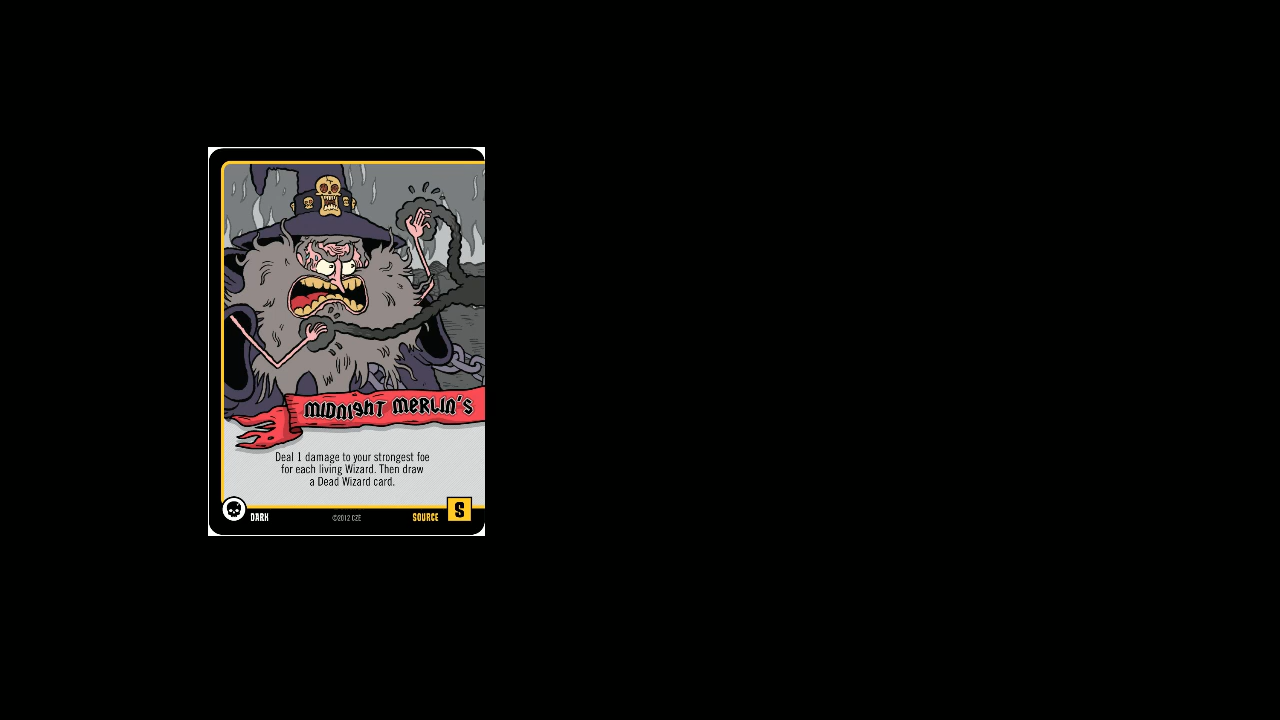 MIDNIGHT MERLIN'S
Deal 1 damage to your strongest foe
for each living Wizard. Then draw
a Dead Wizard card.
DARK ©2012 CZE SOURCE S